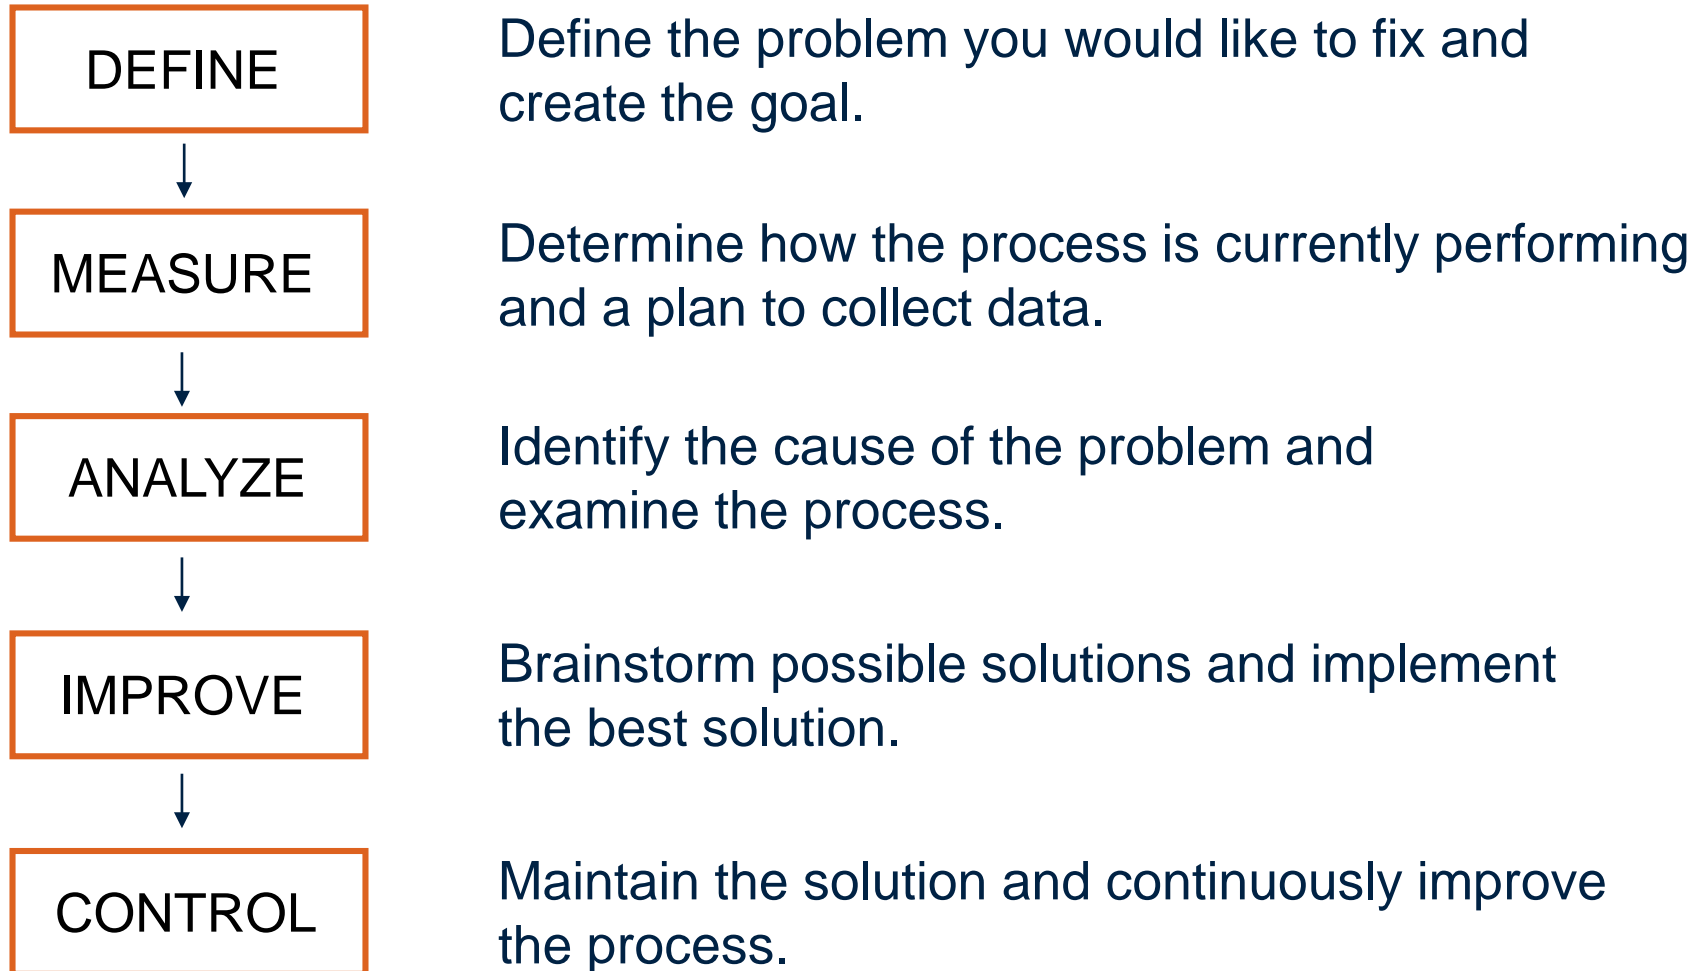 DEFINE
Define the problem you would like to fix and
create the goal.
MEASURE
Determine how the process is currently performing
and a plan to collect data.
ANALYZE
Identify the cause of the problem and
examine the process.
IMPROVE
Brainstorm possible solutions and implement
the best solution.
CONTROL
Maintain the solution and continuously improve
the process.